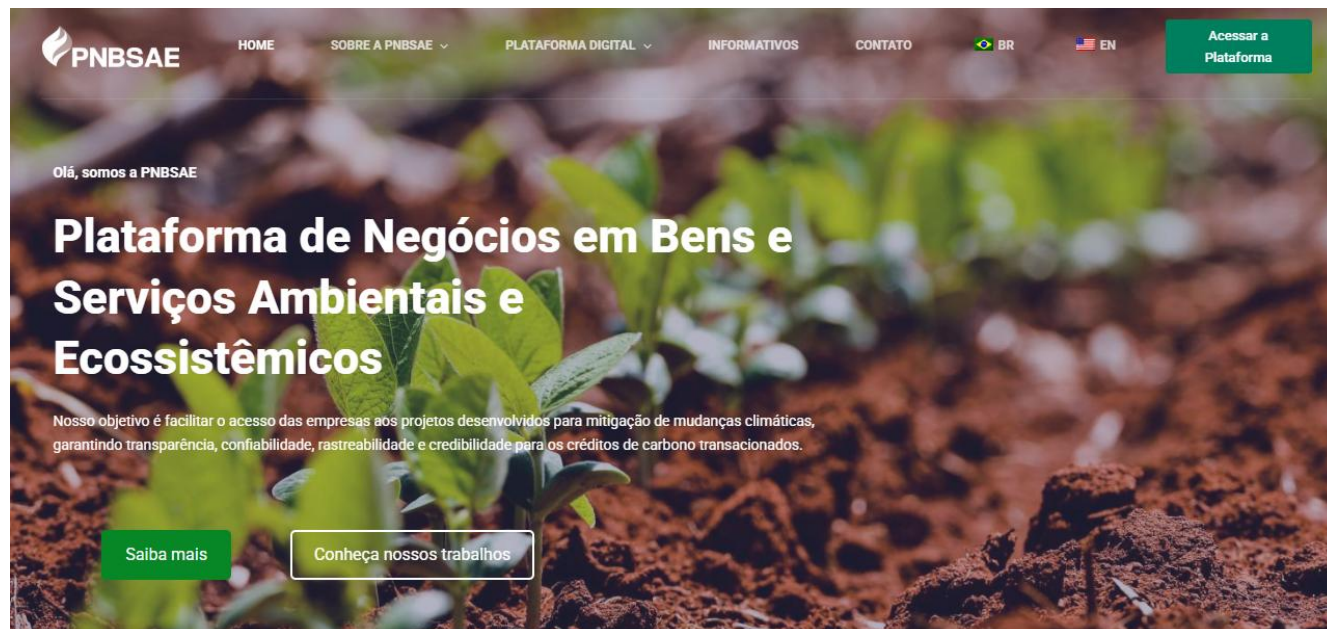 PNBSAE
HOME
SOBRE A PNBSAE
PLATAFORMA DIGITAL
INFORMATIVOS
CONTATO
BR
EN
Acessar a
Plataforma
Olá, somos a PNBSAE
Plataforma de Negócios em Bens e
Serviços Ambientais e
Ecossistêmicos
Nosso objetivo é facilitar o acesso das empresas aos projetos desenvolvidos para mitigação de mudanças climáticas,
garantindo transparência, confiabilidade, rastreabilidade e credibilidade para os créditos de carbono transacionados.
Saiba mais
Conheça nossos trabalhos